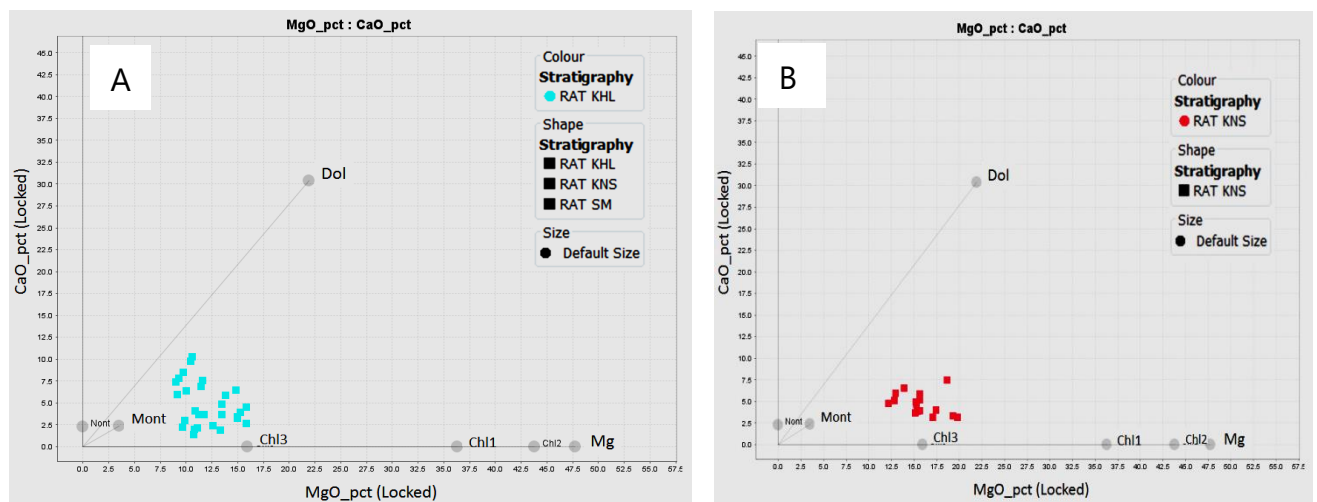 MgO_pct : CaO_pct
A
CaO_pct (Locked)
45.0
42.5
40.0
37.5
35.0
32.5
30.0
27.5
25.0
22.5
20.0
17.5
15.0
12.5
10.0
7.5
5.0
2.5
0.0
Colour
Stratigraphy
RAT KHL
Shape
Stratigraphy
RAT KHL
RAT KNS
RAT SM
Size
Default Size
Dol
Nont
Mont
Chl3
Chl1
Chl2
Mg
0.0 2.5 5.0 7.5 10.0 12.5 15.0 17.5 20.0 22.5 25.0 27.5 30.0 32.5 35.0 37.5 40.0 42.5 45.0 47.5 50.0 52.5 55.0 57.5
MgO_pct (Locked)
MgO_pct : CaO_pct
B
CaO_pct (Locked)
45.0
42.5
40.0
37.5
35.0
32.5
30.0
27.5
25.0
22.5
20.0
17.5
15.0
12.5
10.0
7.5
5.0
2.5
0.0
Colour
Stratigraphy
RAT KNS
Shape
Stratigraphy
RAT KNS
Size
Default Size
Dol
Nont
Mont
Chl3
Chl1
Chl2
Mg
0.0 2.5 5.0 7.5 10.0 12.5 15.0 17.5 20.0 22.5 25.0 27.5 30.0 32.5 35.0 37.5 40.0 42.5 45.0 47.5 50.0 52.5 55.0 57.5
MgO_pct (Locked)